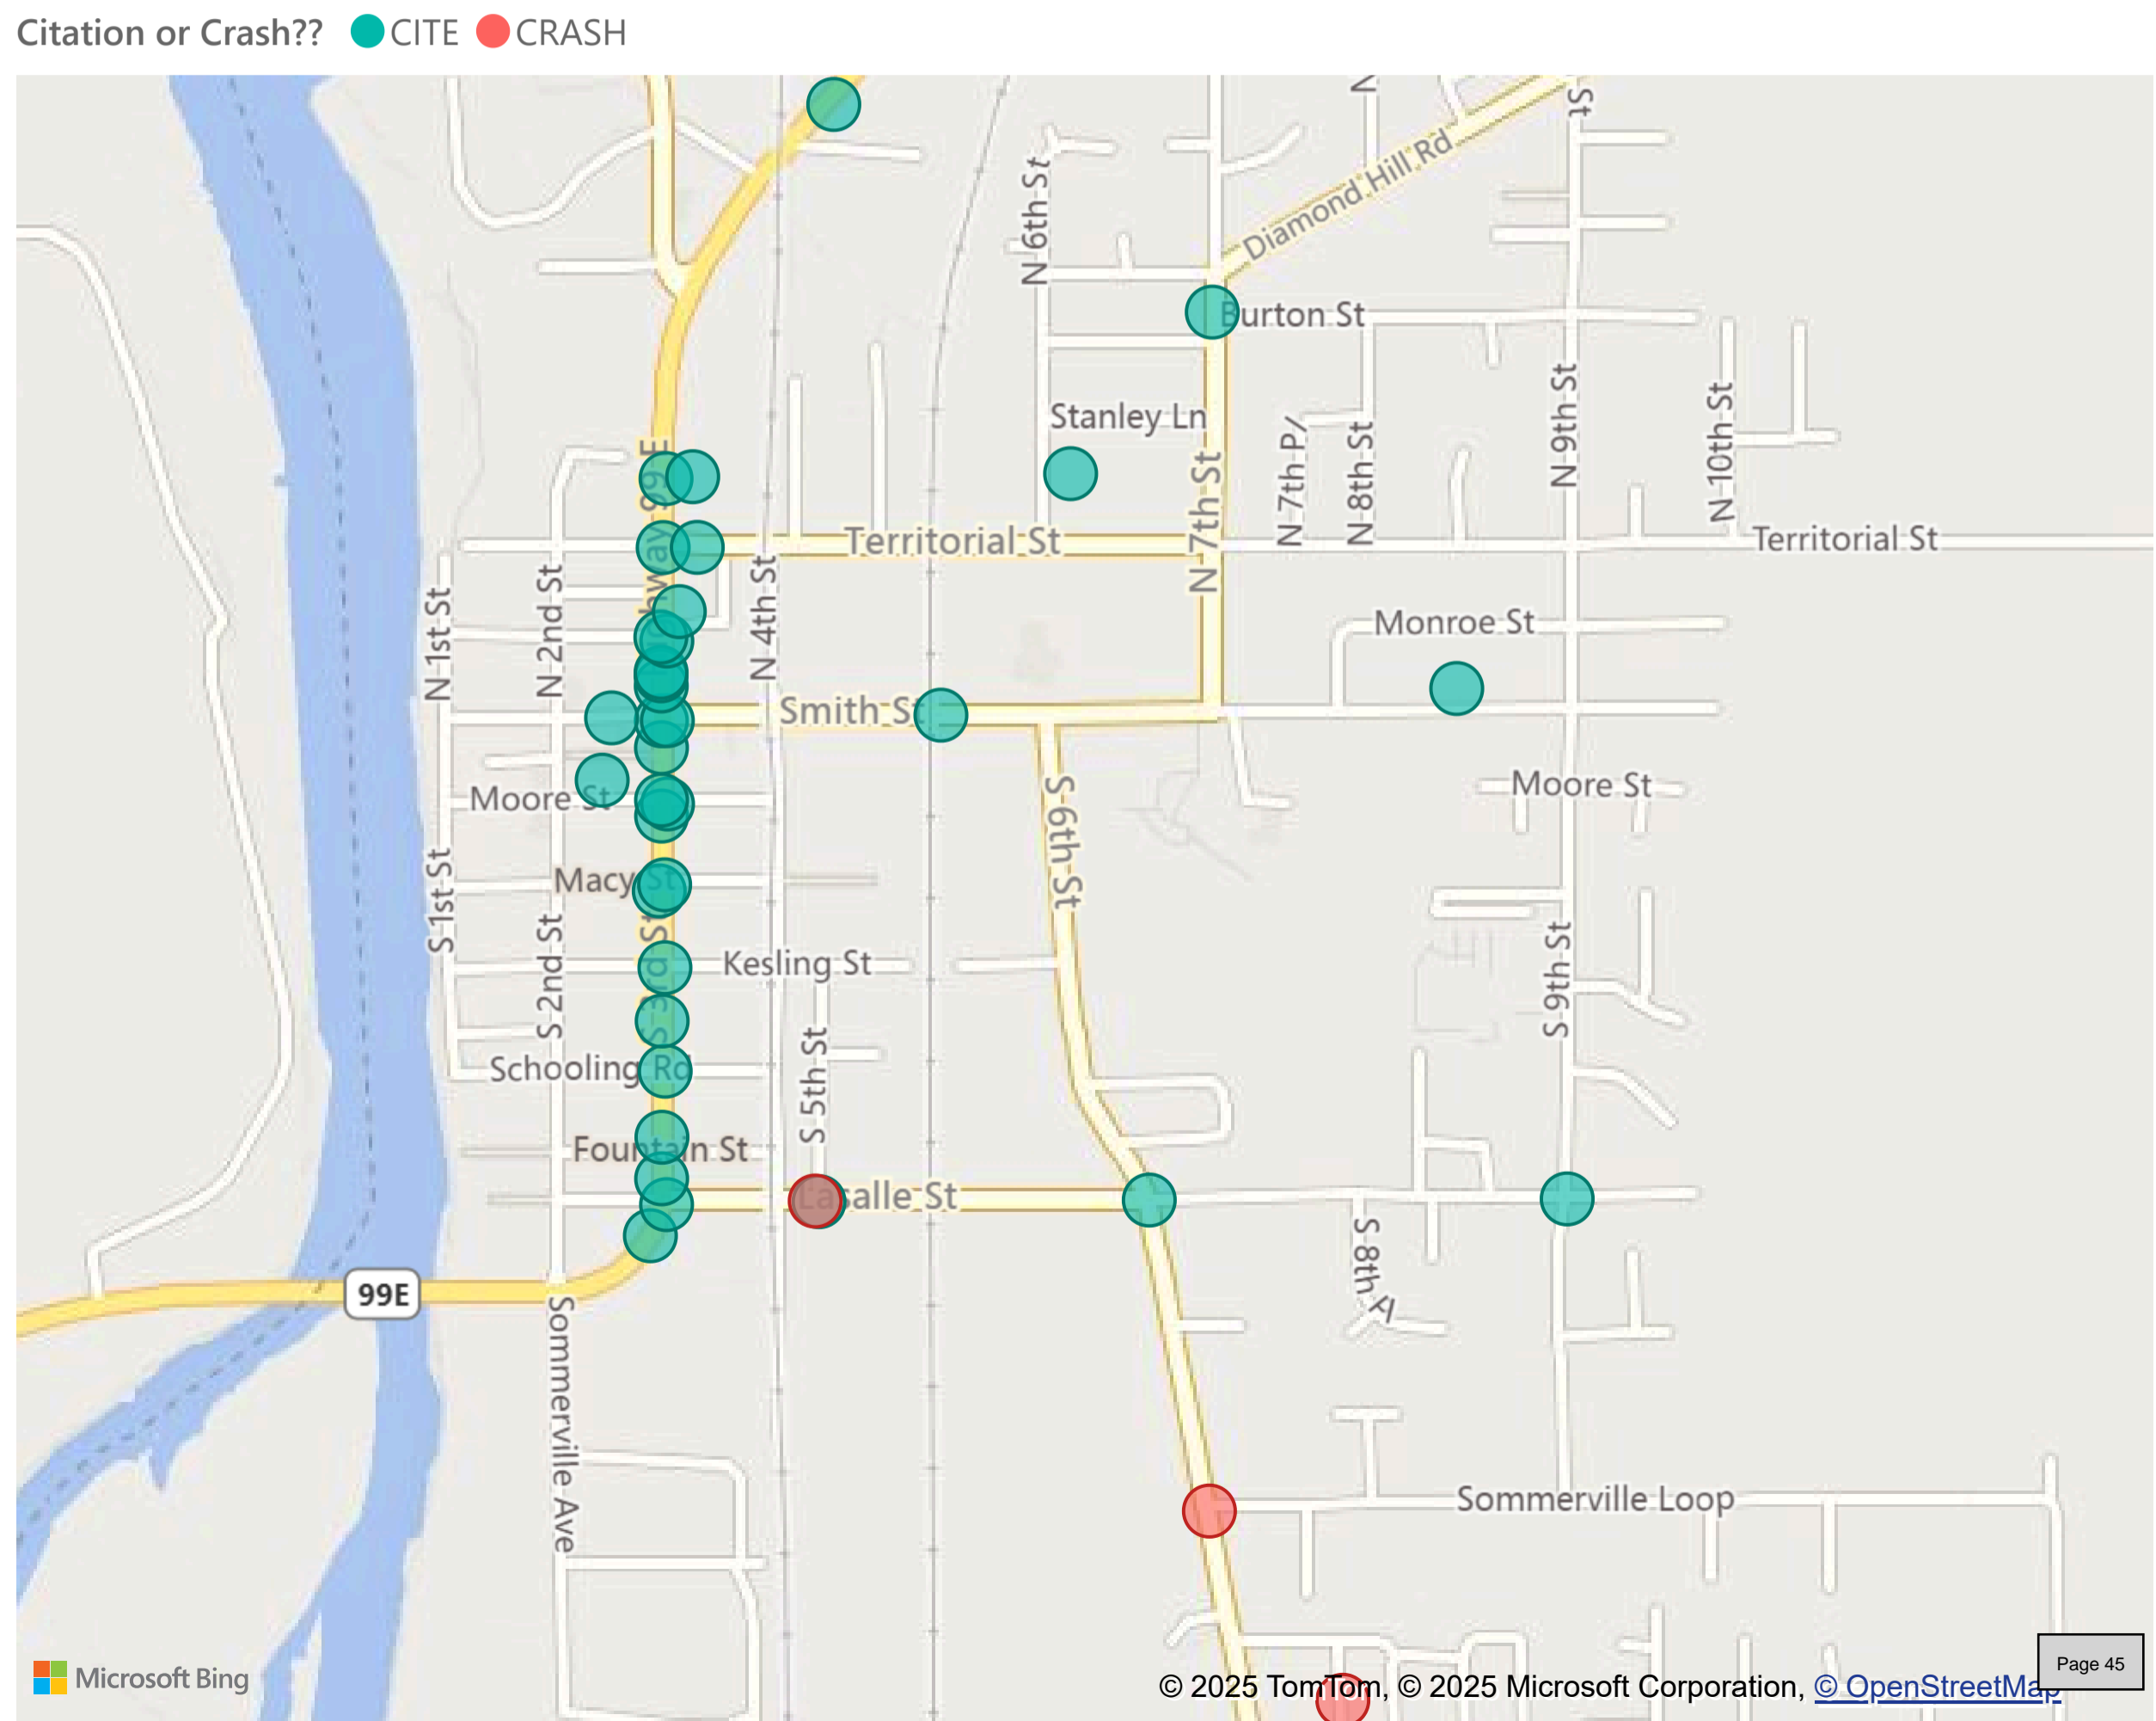 Citation or Crash?? CITE CRASH
N
St
Diamond Hill Rd
N 6th St
Burton St
Stanley Ln
N 9th St
N 10th St
N 7th Pl
N 8th St
N 7th St
Territorial St
Territorial St
N 4th St
N 2nd St
N 1st St
Monroe St
Smith St
Moore St
Moore St
S 6th St
Macy St
S 1st St
S 2nd St
S 3rd St
Kesling St
S 9th St
S 5th St
Schooling Rd
Fountain St
Lasalle St
S 8th A
99E
Sommerville Ave
Sommerville Loop
Microsoft Bing
© 2025 TomTom, © 2025 Microsoft Corporation, © OpenStreetMap
Page 45